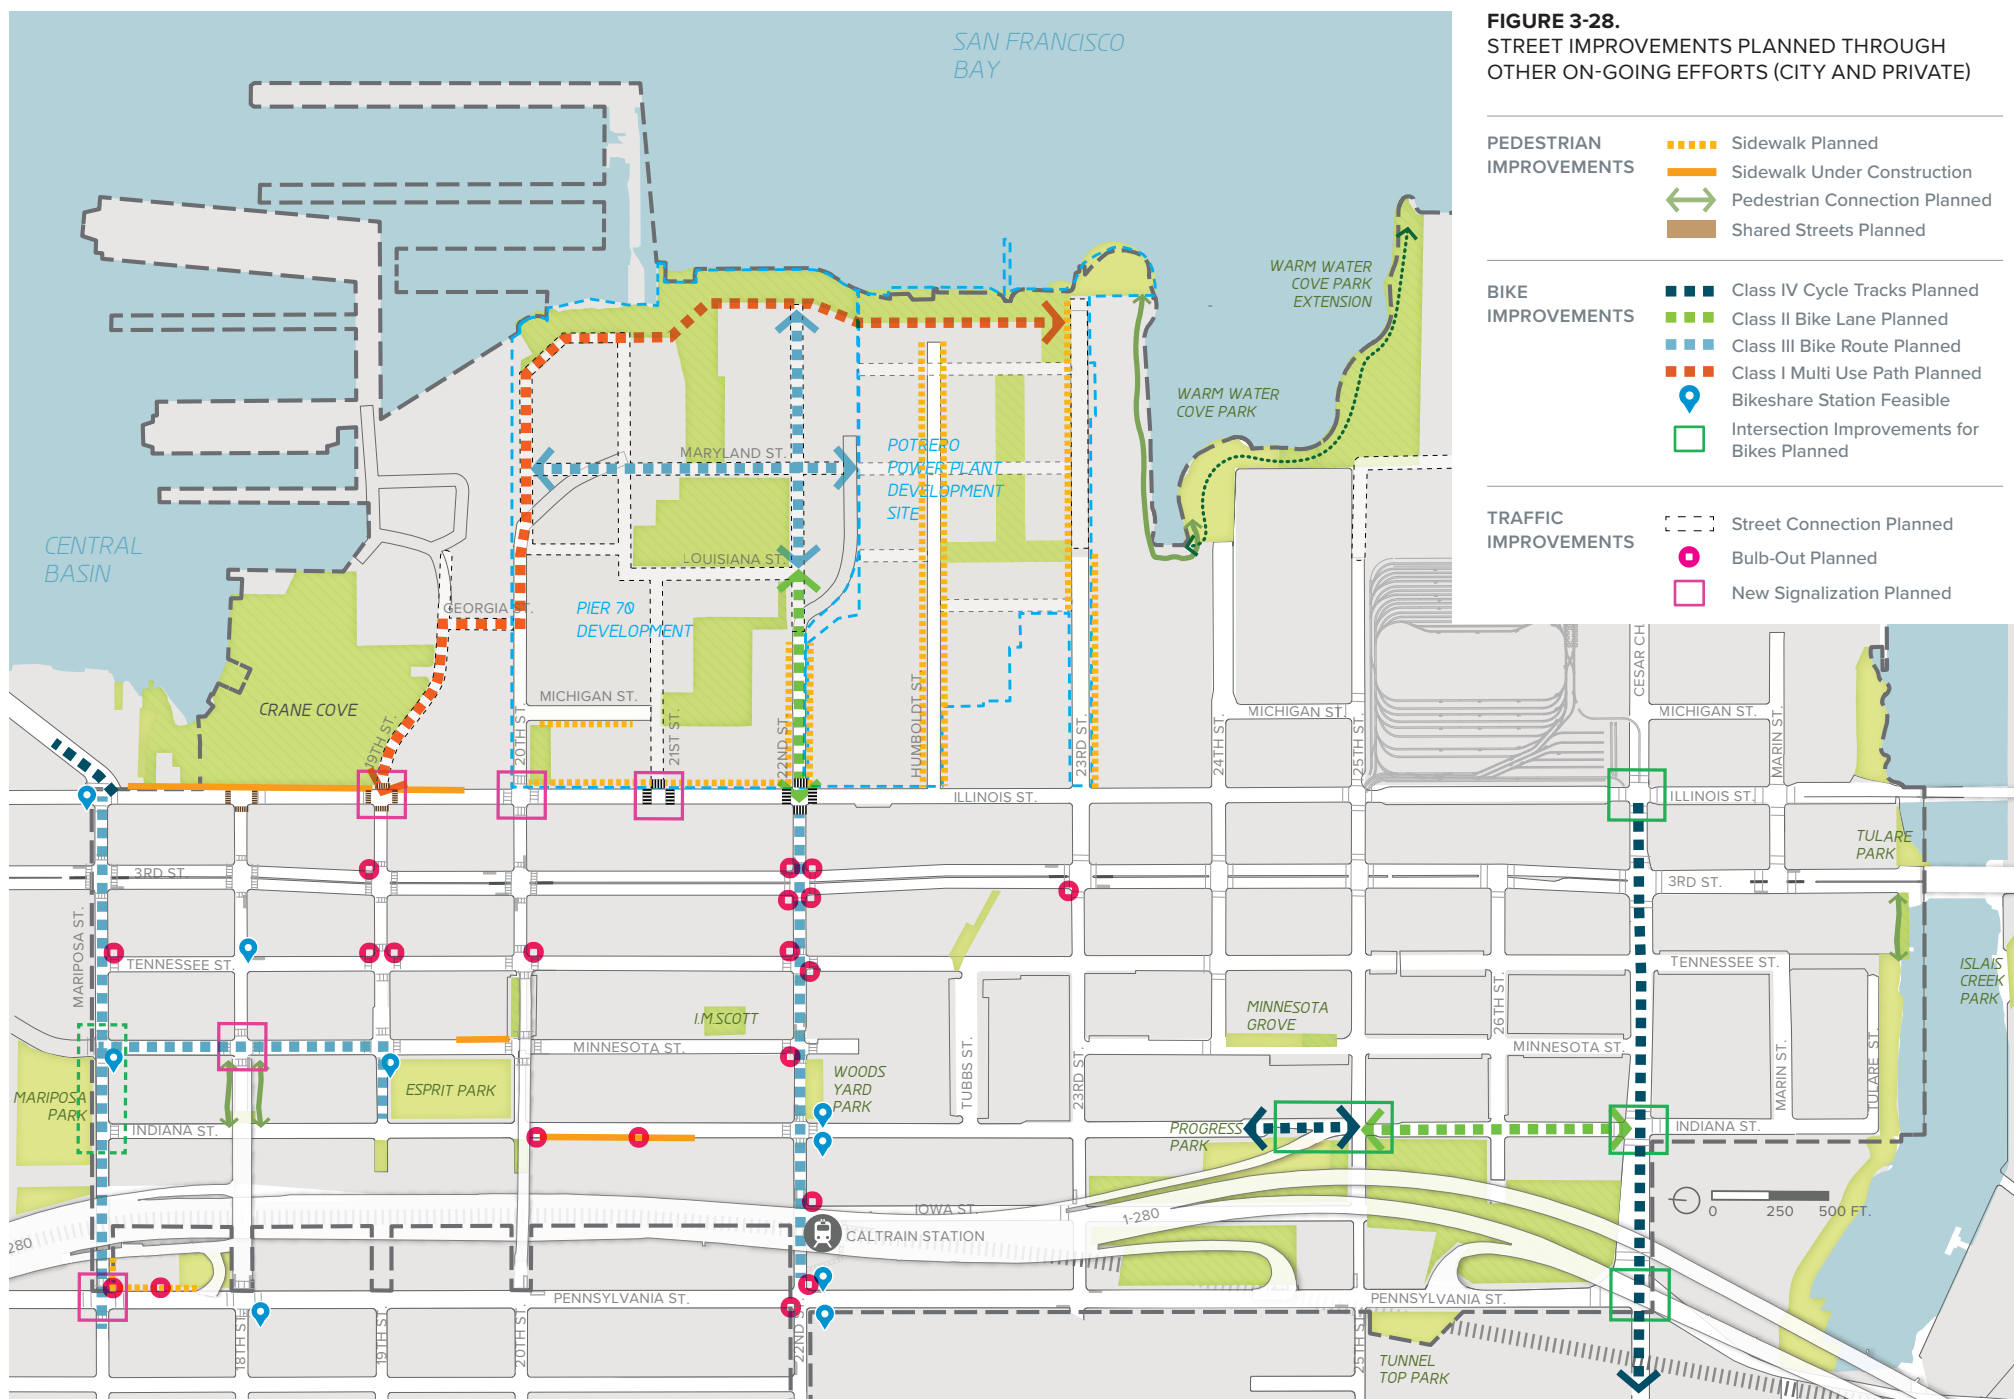 FIGURE 3-28.
STREET IMPROVEMENTS PLANNED THROUGH
OTHER ON-GOING EFFORTS (CITY AND PRIVATE)
PEDESTRIAN
IMPROVEMENTS
Sidewalk Planned
Sidewalk Under Construction
Pedestrian Connection Planned
Shared Streets Planned
BIKE
IMPROVEMENTS
Class IV Cycle Tracks Planned
Class II Bike Lane Planned
Class III Bike Route Planned
Class I Multi Use Path Planned
Bikeshare Station Feasible
Intersection Improvements for
Bikes Planned
TRAFFIC
IMPROVEMENTS
Street Connection Planned
Bulb-Out Planned
New Signalization Planned
SAN FRANCISCO
BAY
WARM WATER
COVE PARK
EXTENSION
WARM WATER
COVE PARK
POTRERO
POWER PLANT
DEVELOPMENT
SITE
MARYLAND ST.
CENTRAL
BASIN
LOUISIANA ST.
GEORGIA ST.
PIER 70
DEVELOPMENT
CRANE COVE
MICHIGAN ST.
MICHIGAN ST.
MICHIGAN ST.
19TH ST.
20TH ST.
21ST ST.
22ND ST.
HUMBOLDT ST.
23RD ST.
24TH ST.
25TH ST.
CESAR CH
MARIN ST.
ILLINOIS ST.
ILLINOIS ST.
TULARE
PARK
3RD ST.
3RD ST.
MARIPOSA ST.
TENNESSEE ST.
TENNESSEE ST.
ISLAIS
CREEK
PARK
I.M.SCOTT
MINNESOTA
GROVE
26TH ST.
MINNESOTA ST.
MINNESOTA ST.
MARIPOSA
PARK
ESPRIT PARK
WOODS
YARD
PARK
TUBBS ST.
23RD ST.
MARIN ST.
TULARE ST.
INDIANA ST.
PROGRESS
PARK
INDIANA ST.
IOWA ST.
1-280
0 250 500 FT.
280
CALTRAIN STATION
PENNSYLVANIA ST.
PENNSYLVANIA ST.
18TH ST.
19TH ST.
20TH ST.
22ND S
25TH ST.
TUNNEL
TOP PARK